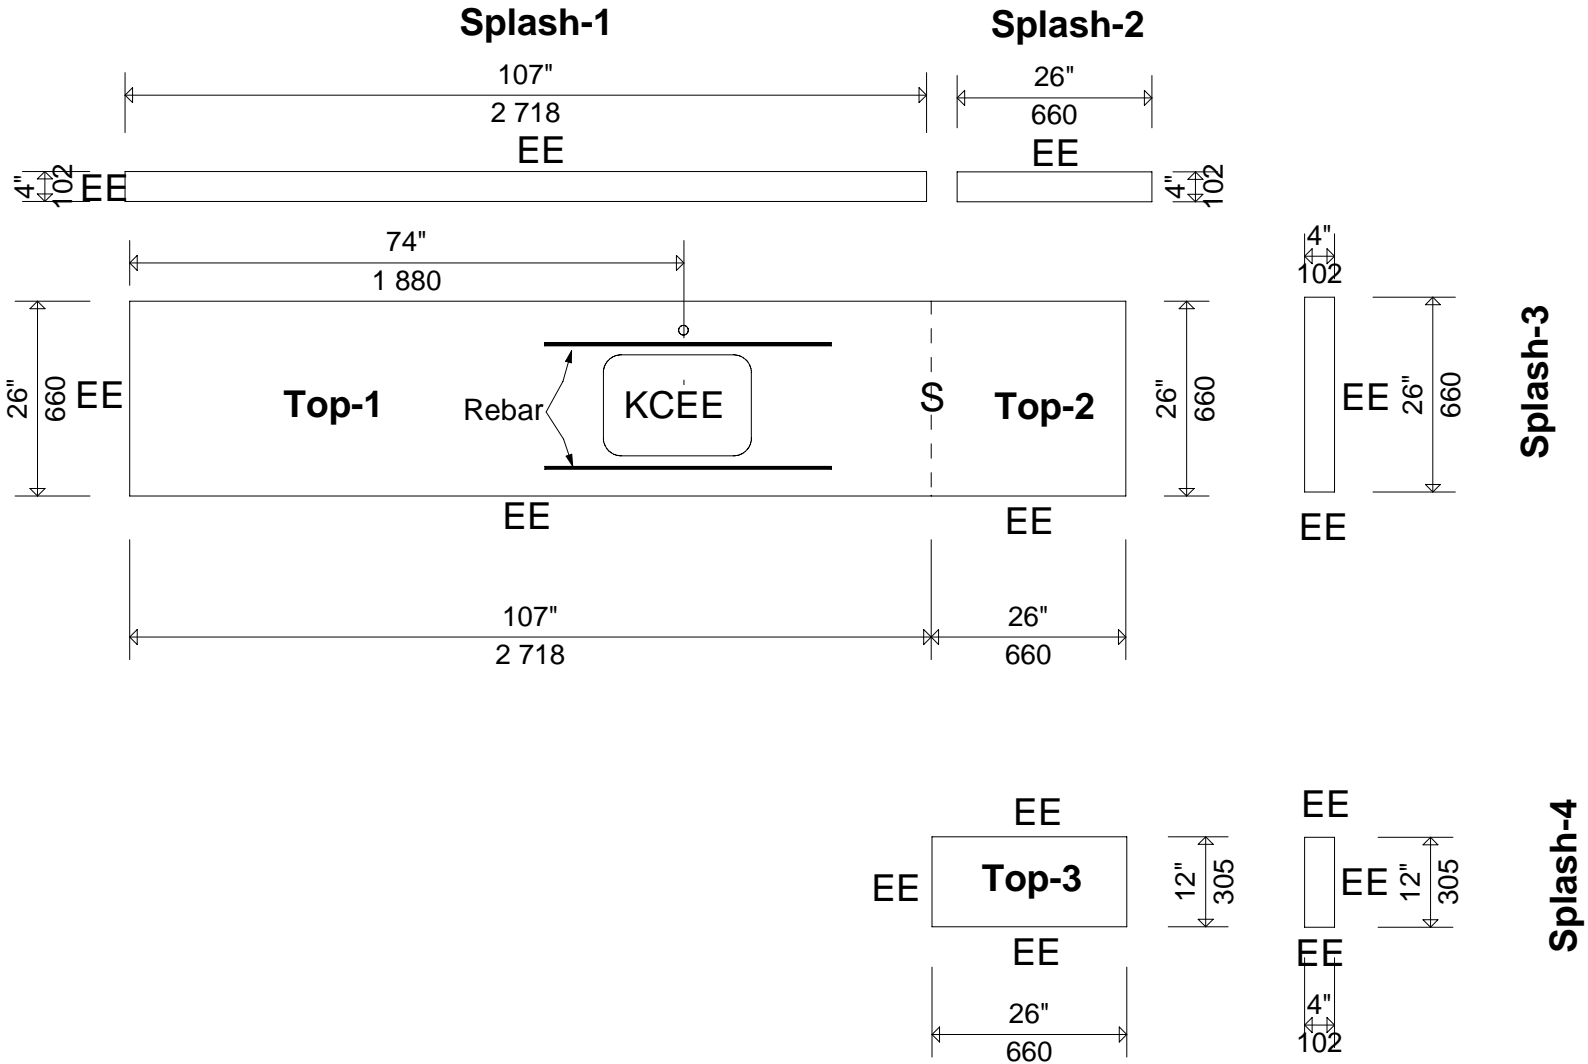 Splash-1
Splash-2
107"
2 718
26"
660
EE
EE
4"
102
EE
4"
102
74"
1 880
4"
102
26"
660
EE
Top-1
Rebar
KCEE
S
Top-2
26"
660
EE
26"
660
Splash-3
EE
EE
EE
107"
2 718
26"
660
EE
EE
EE
Top-3
12"
305
EE
12"
305
Splash-4
EE
EE
26"
660
4"
102